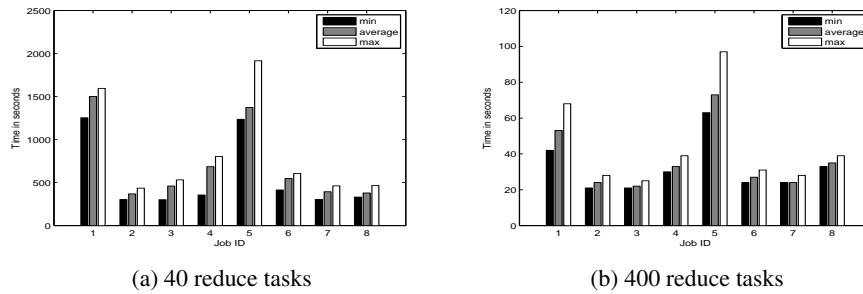 2500
2000
1500
1000
500
0
Time in seconds
1 2 3 4 5 6 7 8
Job ID
min
average
max
(a) 40 reduce tasks
120
100
80
60
40
20
0
Time in seconds
1 2 3 4 5 6 7 8
Job ID
min
average
max
(b) 400 reduce tasks